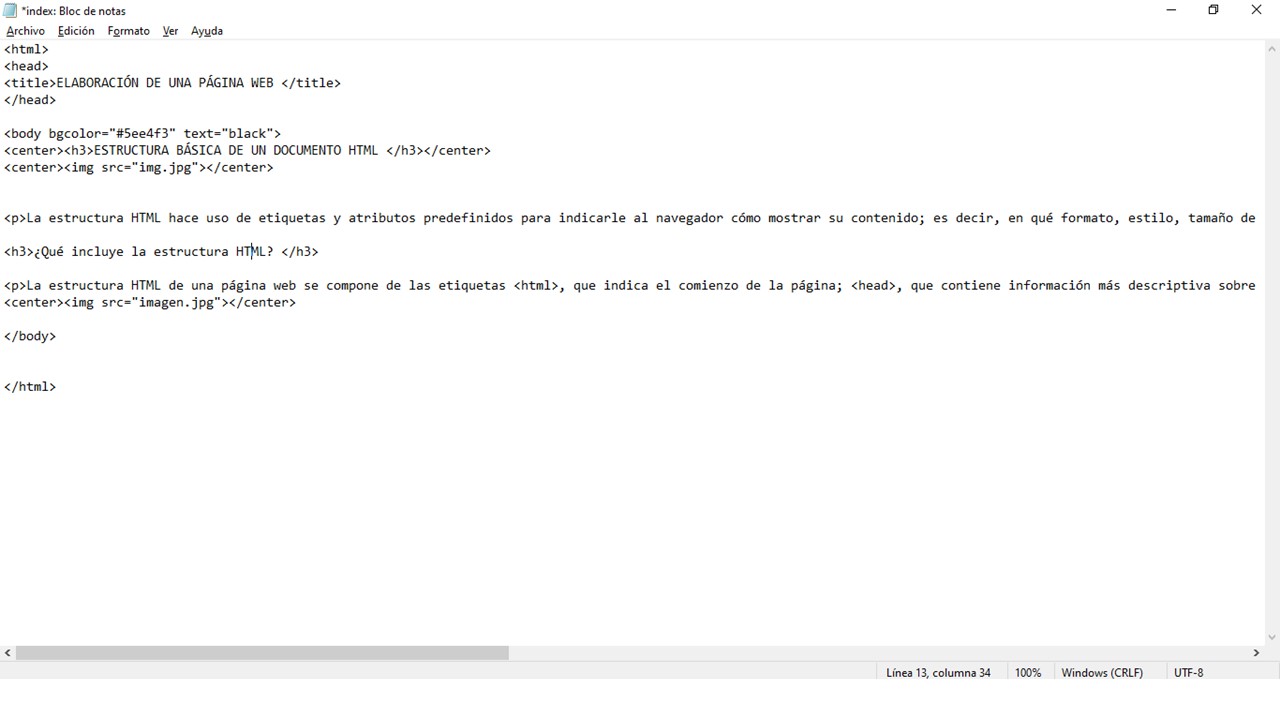 *index: Bloc de notas
Archivo Edición Formato Ver Ayuda
<html>
<head>
<title>ELABORACIÓN DE UNA PÁGINA WEB </title>
</head>
<body bgcolor="#5ee4f3" text="black">
<center><h3>ESTRUCTURA BÁSICA DE UN DOCUMENTO HTML </h3></center>
<center><img src="img.jpg"></center>
<p>La estructura HTML hace uso de etiquetas y atributos predefinidos para indicarle al navegador cómo mostrar su contenido; es decir, en qué formato, estilo, tamaño de
<h3>¿Qué incluye la estructura HTML? </h3>
<p>La estructura HTML de una página web se compone de las etiquetas <html>, que indica el comienzo de la página; <head>, que contiene información más descriptiva sobre
<center><img src="imagen.jpg"></center>
</body>
</html>
Línea 13, columna 34 100% Windows (CRLF) UTF-8